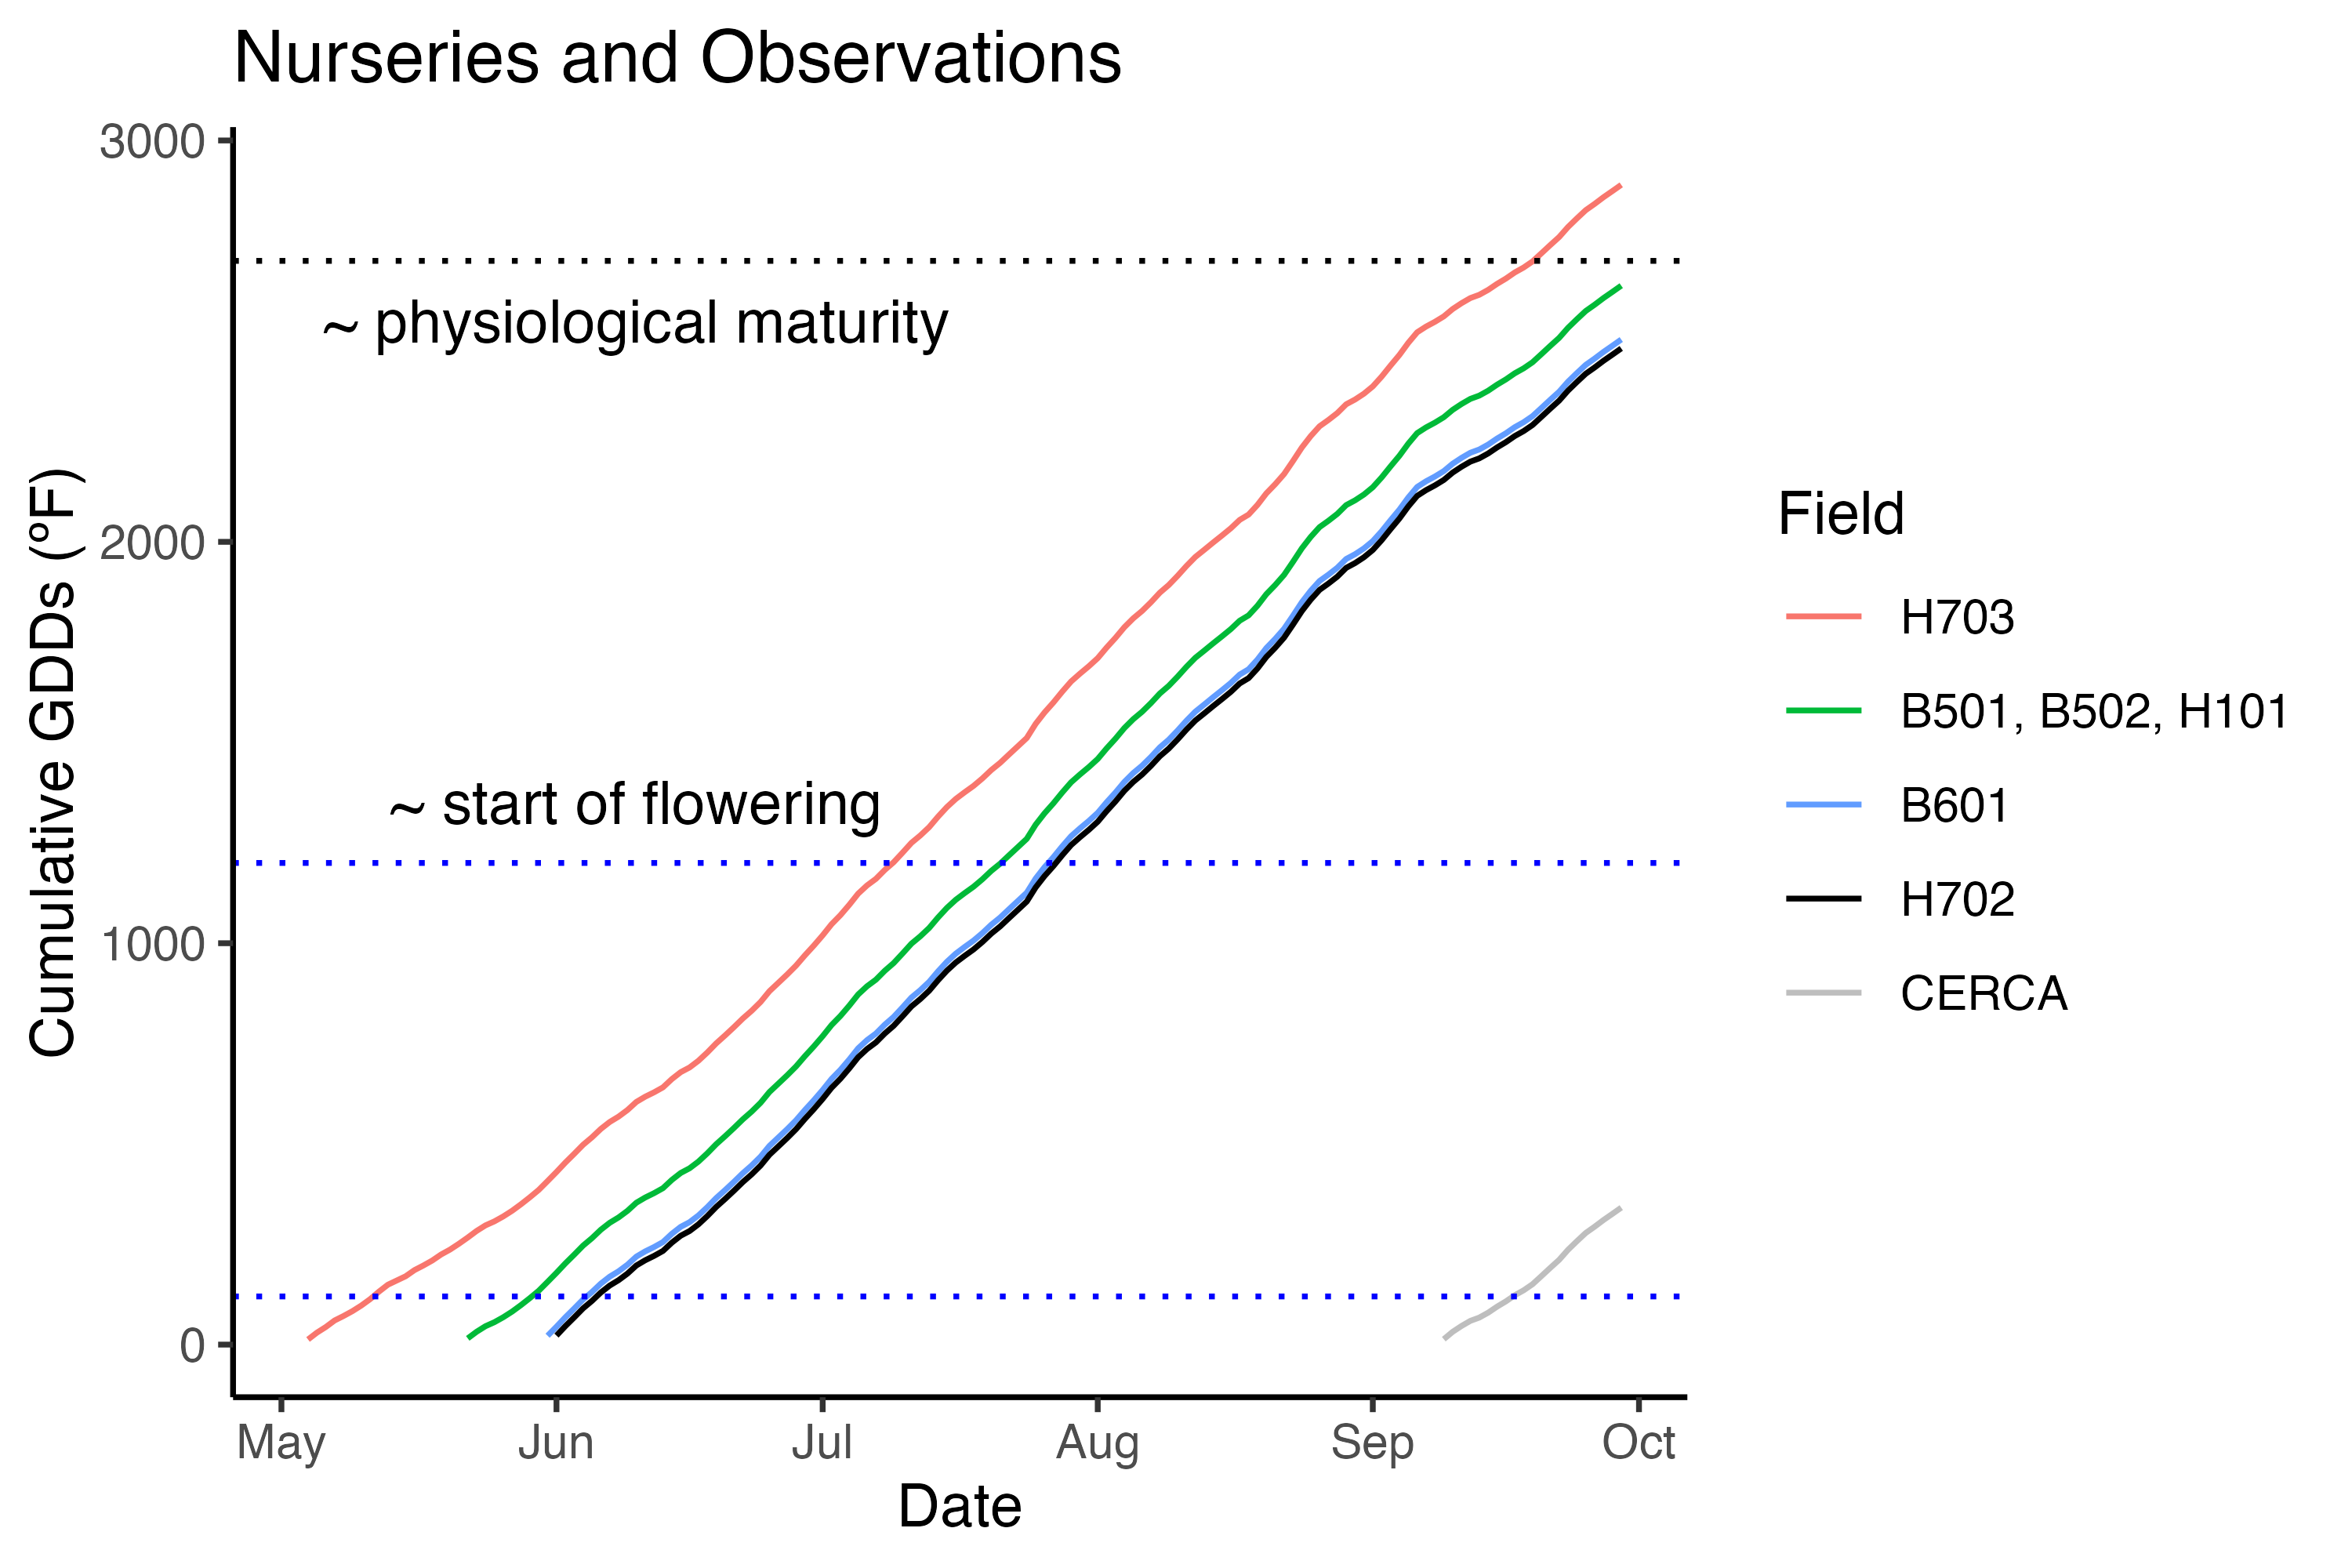 Nurseries and Observations
3000
2000
1000
0
Cumulative GDDs (ºF)
~ physiological maturity
~ start of flowering
May
Jun
Jul
Aug
Sep
Oct
Date
Field
H703
B501, B502, H101
B601
H702
CERCA